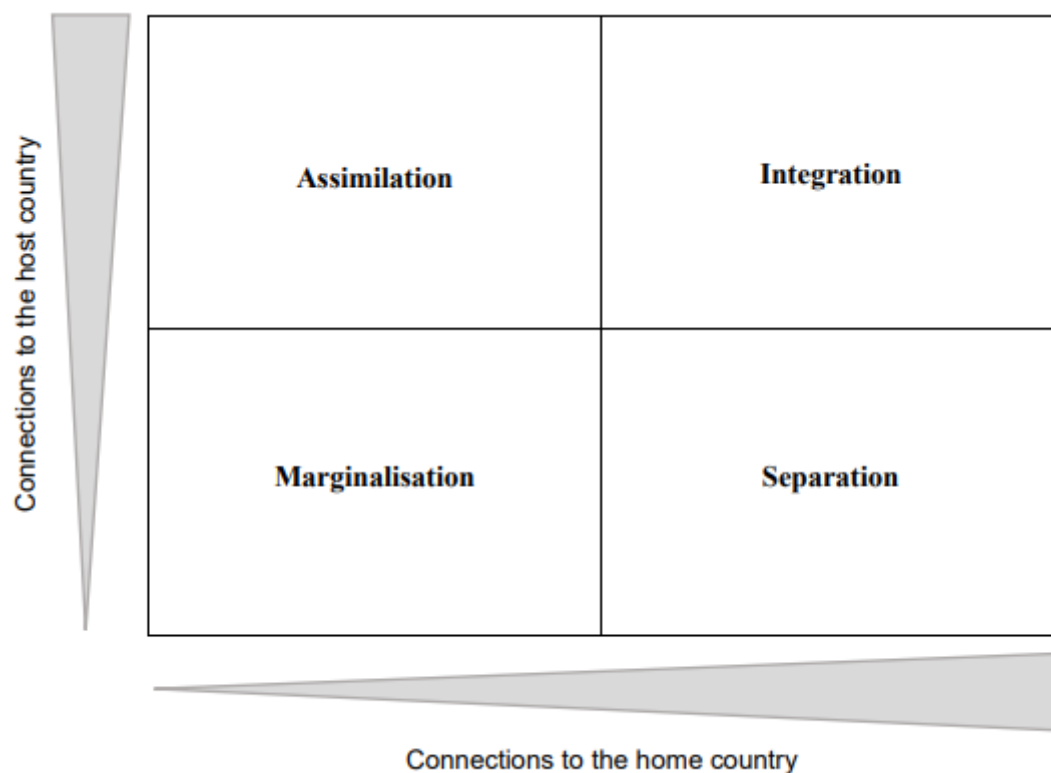 Connections to the host country
Assimilation
Integration
Marginalisation
Separation
Connections to the home country